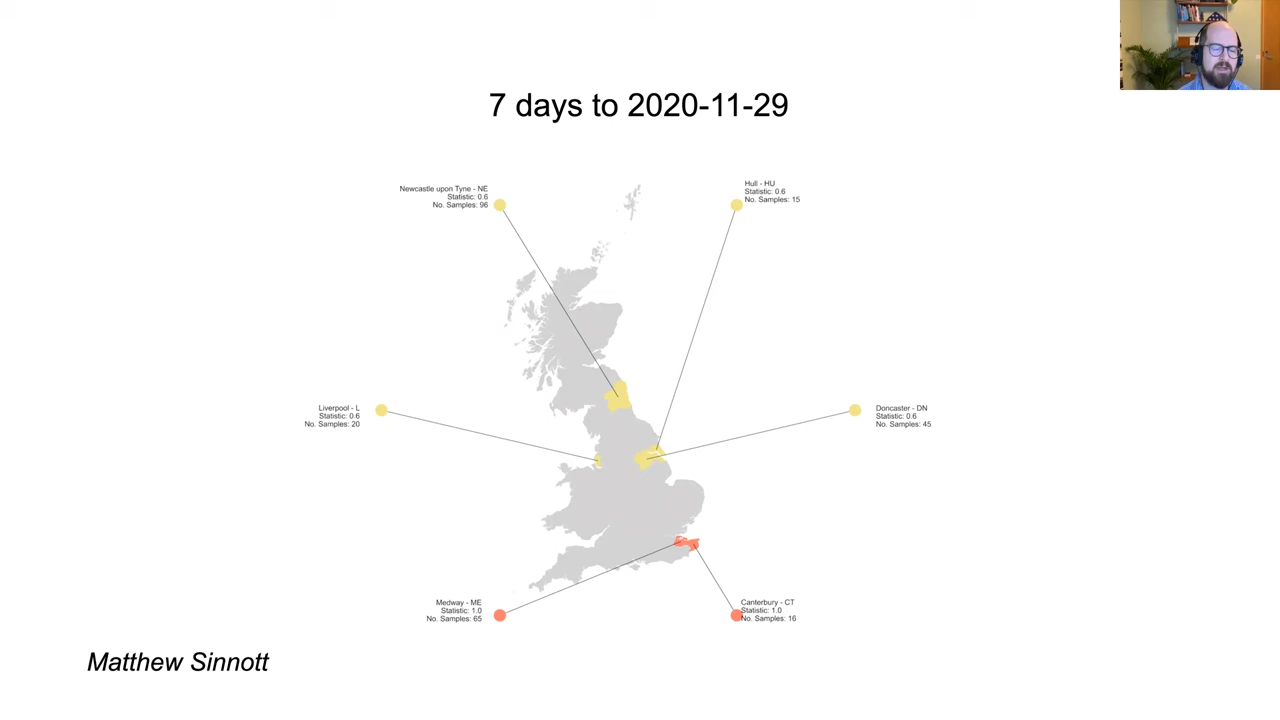 7 days to 2020-11-29
Newcastle upon Tyne - NE
Statistic: 0.6
No. Samples: 96
Hull - HU
Statistic: 0.6
No. Samples: 15
Liverpool - L
Statistic: 0.6
No. Samples: 20
Doncaster - DN
Statistic: 0.6
No. Samples: 45
Medway - ME
Statistic: 1.0
No. Samples: 65
Canterbury - CT
Statistic: 1.0
No. Samples: 16
Matthew Sinnott